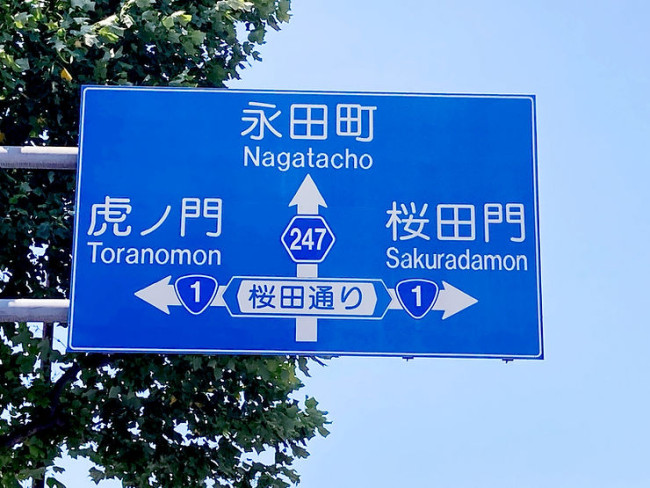 永田町
Nagatacho
虎ノ門
Toranomon
桜田門
Sakuradamon
247
1
桜田通り
1